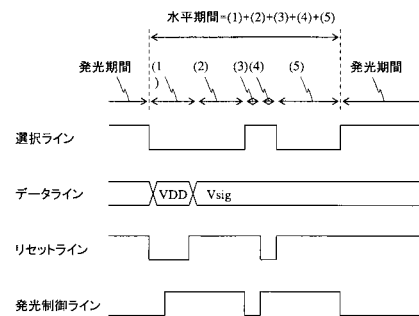 水平期間=(1)+(2)+(3)+(4)+(5)
発光期間 (1) (2) (3)(4) (5) 発光期間
選択ライン
データライン VDD Vsig
リセットライン
発光制御ライン